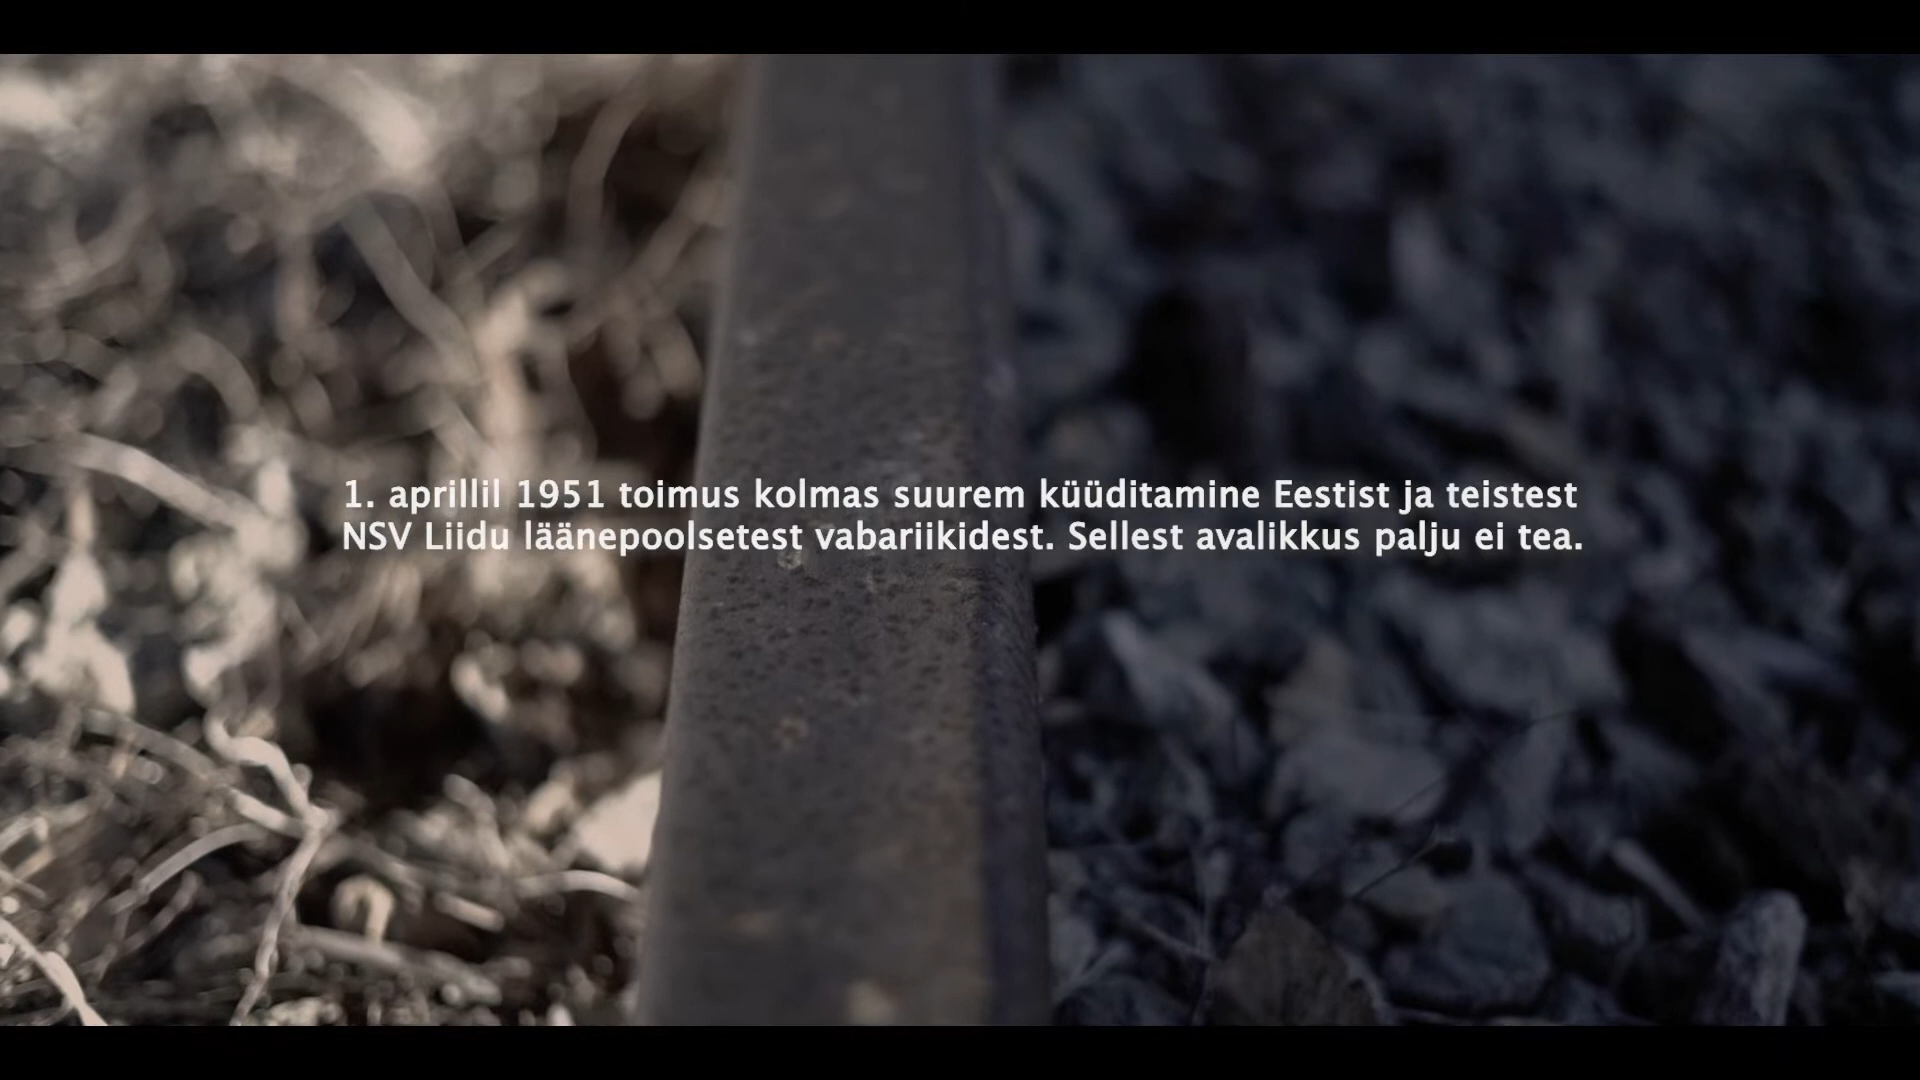 1. aprillil 1951 toimus kolmas suurem küüditamine Eestist ja teistest
NSV Liidu läänepoolsetest vabariikidest. Sellest avalikkus palju ei tea.